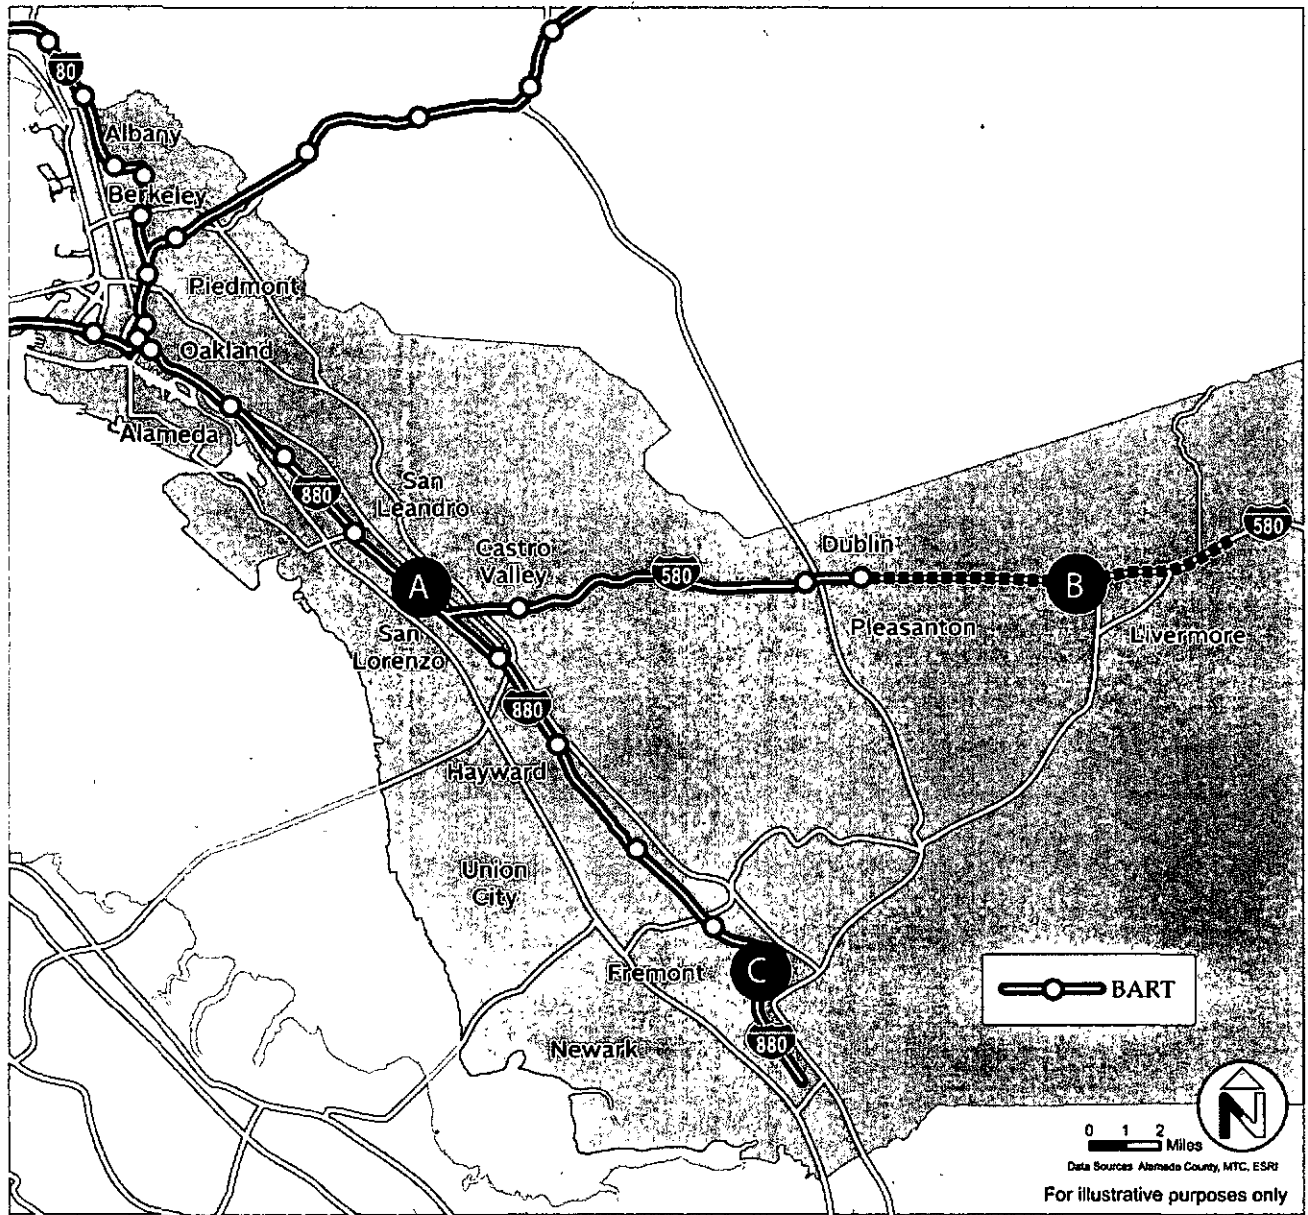 80
Albany
Berkeley
Piedmont
Oakland
Alameda
880
San
Leandro
Castro
Valley
580
Dublin
580
A
B
Pleasanton
Livermore
San
Lorenzo
880
Hayward
Union
City
Fremont
C
BART
880
Newark
N
0 1 2
Miles
Data Sources Alameda County, MTC, ESRI
For illustrative purposes only